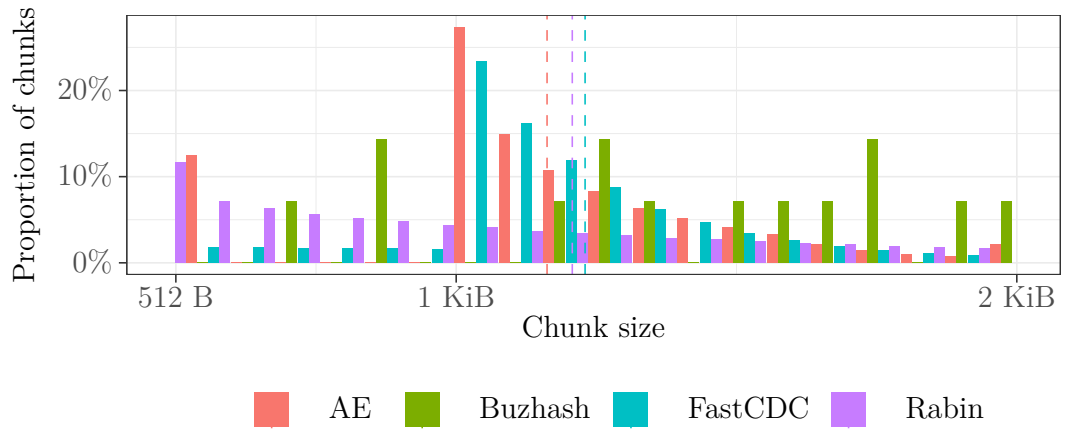 Proportion of chunks
20%
10%
0%
512 B 1 KiB 2 KiB
Chunk size
AE Buzhash FastCDC Rabin